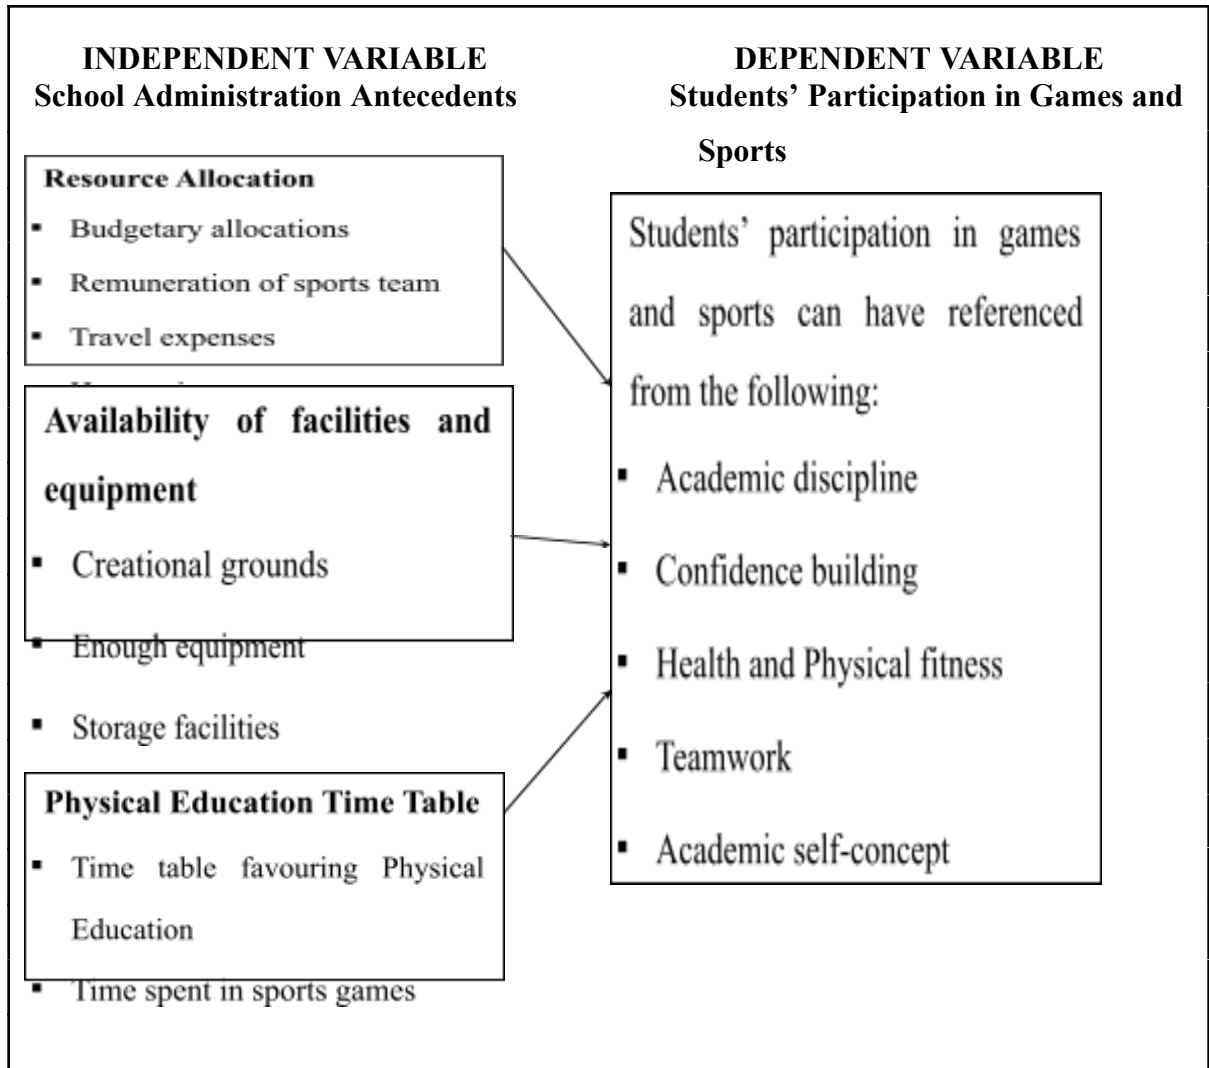 INDEPENDENT VARIABLE
School Administration Antecedents
Resource Allocation
▪ Budgetary allocations
▪ Remuneration of sports team
▪ Travel expenses
Availability of facilities and
equipment
▪ Creational grounds
▪ Enough equipment
▪ Storage facilities
Physical Education Time Table
▪ Time table favouring Physical
Education
▪ Time spent in sports games
DEPENDENT VARIABLE
Students’ Participation in Games and
Sports
Students’ participation in games
and sports can have referenced
from the following:
▪ Academic discipline
▪ Confidence building
▪ Health and Physical fitness
▪ Teamwork
▪ Academic self-concept